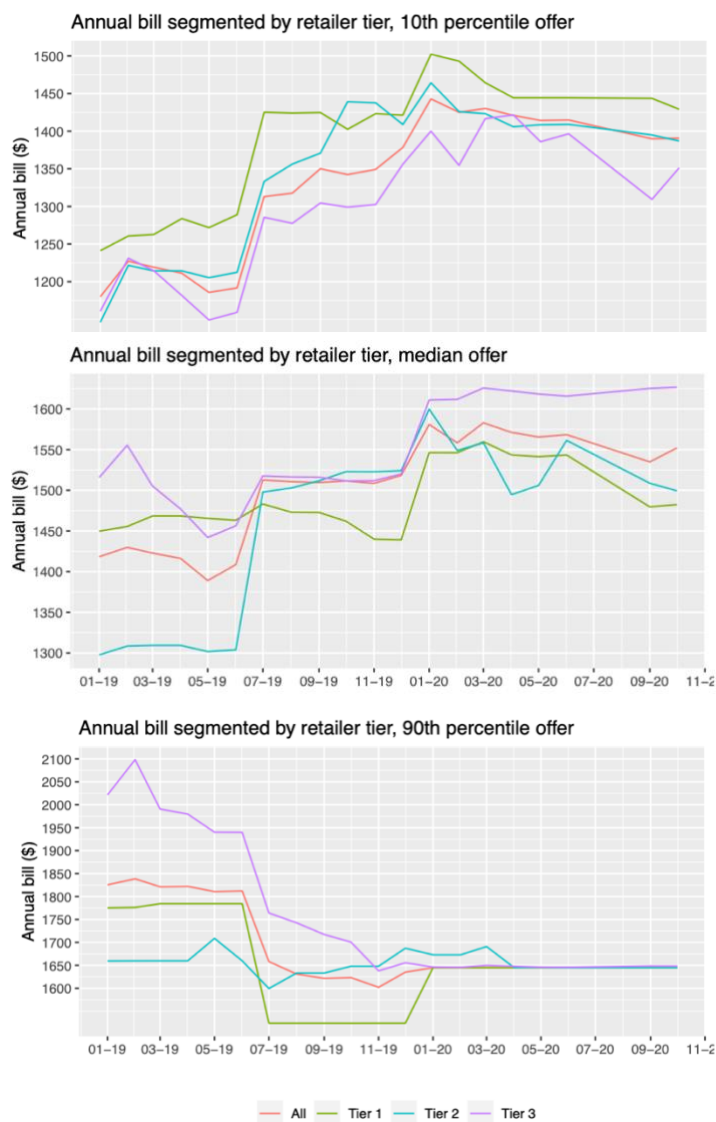 Annual bill segmented by retailer tier, 10th percentile offer
Annual bill ($)
1500
1450
1400
1350
1300
1250
1200
Annual bill segmented by retailer tier, median offer
Annual bill ($)
1600
1550
1500
1450
1400
1350
1300
01–19 03–19 05–19 07–19 09–19 11–19 01–20 03–20 05–20 07–20 09–20 11–2
Annual bill segmented by retailer tier, 90th percentile offer
Annual bill ($)
2100
2050
2000
1950
1900
1850
1800
1750
1700
1650
1600
01–19 03–19 05–19 07–19 09–19 11–19 01–20 03–20 05–20 07–20 09–20 11–2
All Tier 1 Tier 2 Tier 3